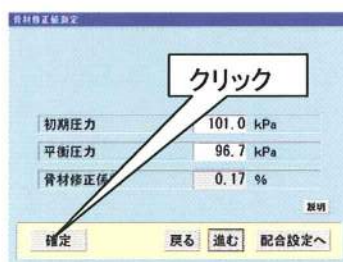 骨材修正値測定
クリック
初期圧力 101.0 kPa
平衡圧力 96.7 kPa
骨材修正係 0.17 %
説明
確定 戻る 進む 配合設定へ